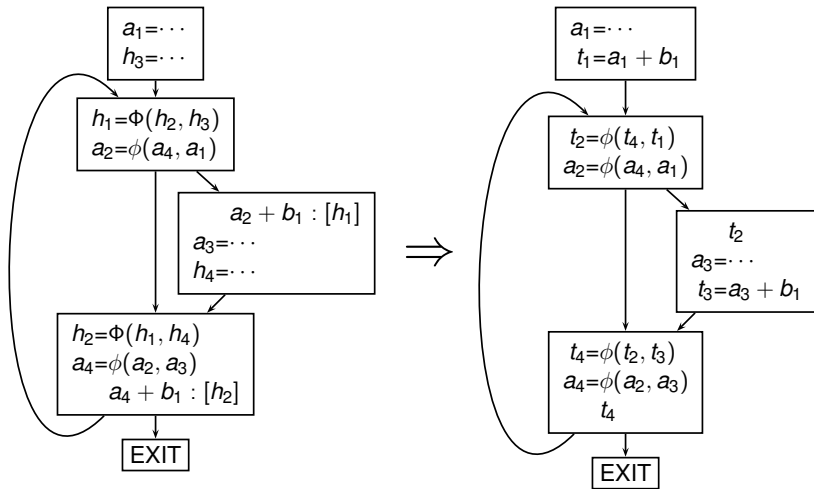 a₁=···
h₃=···
h₁=Φ(h₂, h₃)
a₂=ϕ(a₄, a₁)
a₂ + b₁ : [h₁]
a₃=···
h₄=···
h₂=Φ(h₁, h₄)
a₄=ϕ(a₂, a₃)
a₄ + b₁ : [h₂]
EXIT
⇒
a₁=···
t₁=a₁ + b₁
t₂=ϕ(t₄, t₁)
a₂=ϕ(a₄, a₁)
t₂
a₃=···
t₃=a₃ + b₁
t₄=ϕ(t₂, t₃)
a₄=ϕ(a₂, a₃)
t₄
EXIT